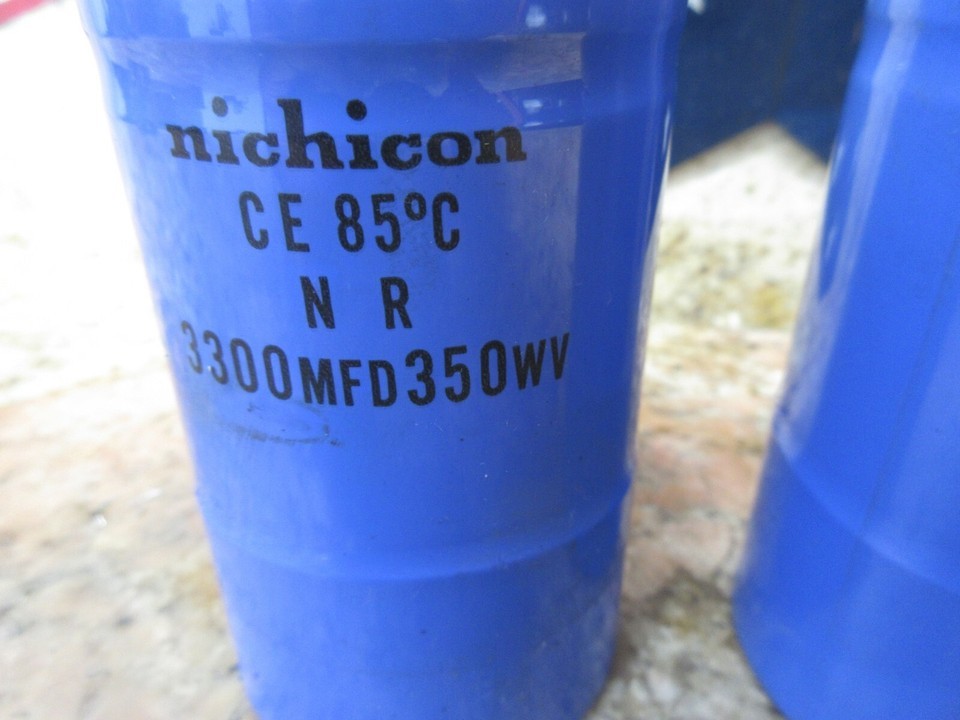 nichicon
CE 85°C
N R
3300MFD350WV